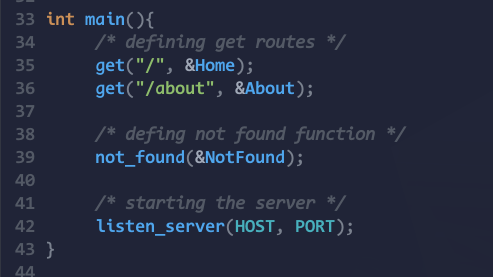 33 int main(){
34 /* defining get routes */
35 get("/", &Home);
36 get("/about", &About);
37
38 /* defing not found function */
39 not_found(&NotFound);
40
41 /* starting the server */
42 listen_server(HOST, PORT);
43 }
44